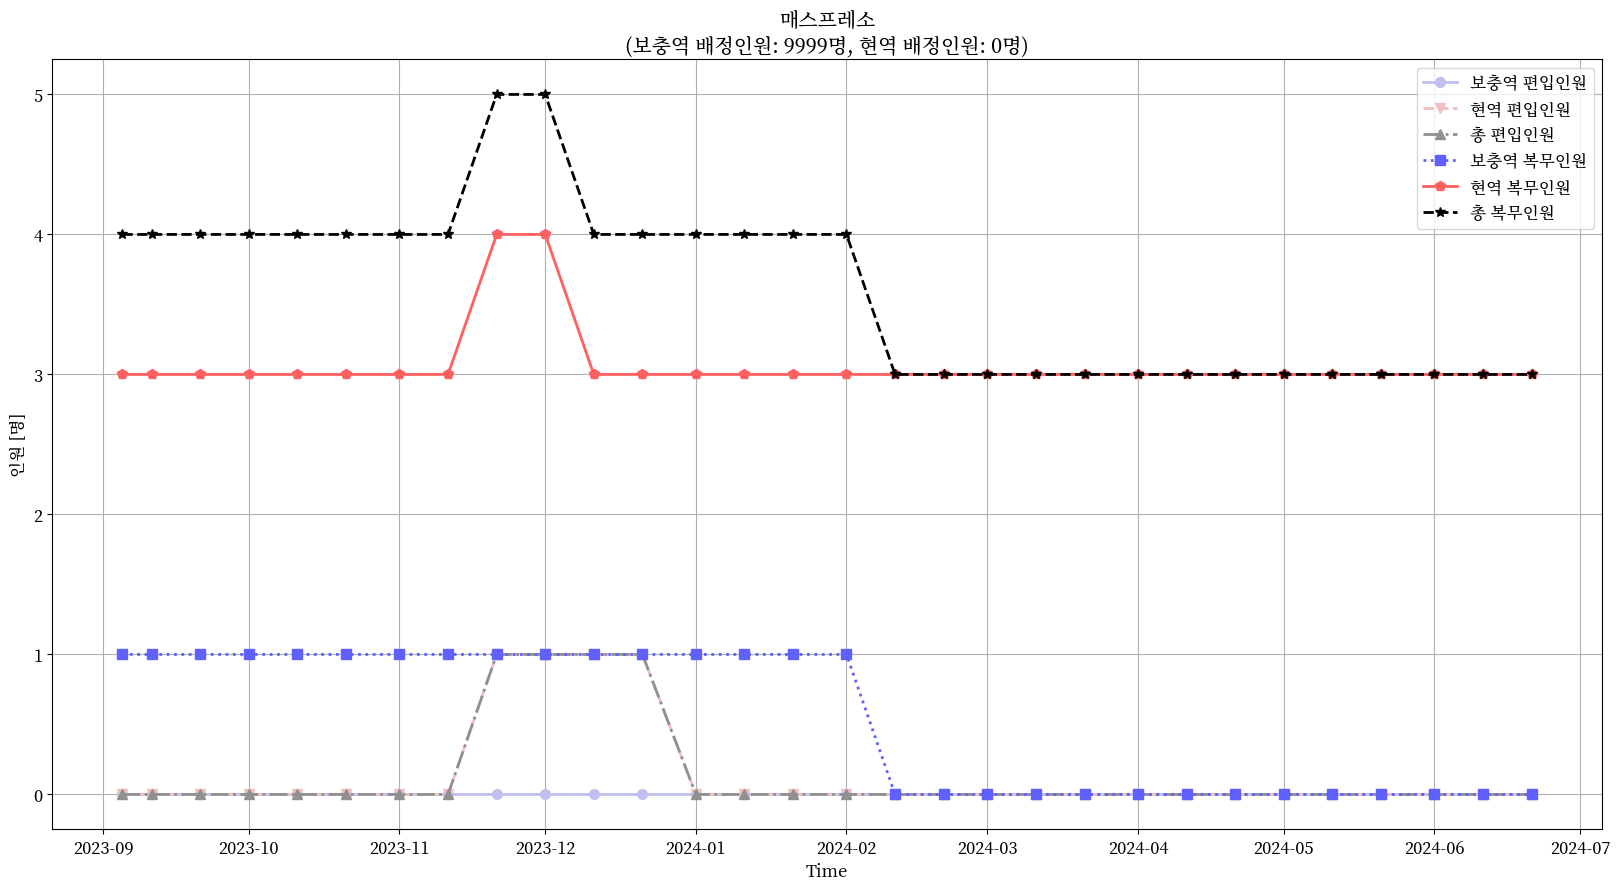 매스프레소
(보충역 배정인원: 9999명, 현역 배정인원: 0명)
보충역 편입인원
현역 편입인원
총 편입인원
보충역 복무인원
현역 복무인원
총 복무인원
인원 [명]
5
4
3
2
1
0
2023-09 2023-10 2023-11 2023-12 2024-01 2024-02 2024-03 2024-04 2024-05 2024-06 2024-07
Time